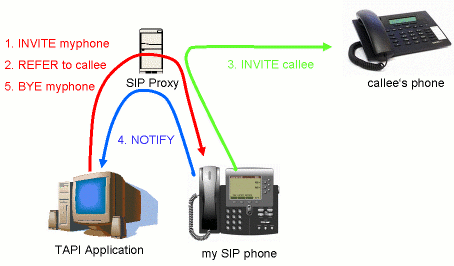 1. INVITE myphone
2. REFER to callee
5. BYE myphone
SIP Proxy
3. INVITE callee
callee's phone
4. NOTIFY
TAPI Application
my SIP phone